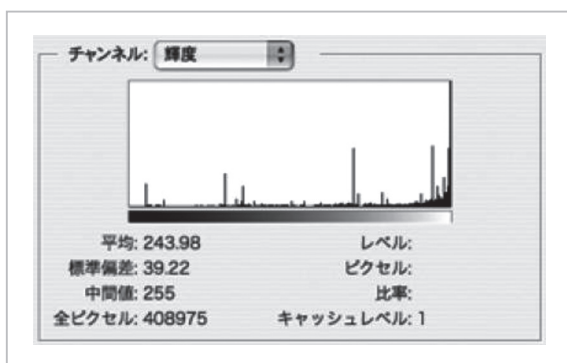 チャンネル: 輝度
平均: 243.98
標準偏差: 39.22
中間値: 255
全ピクセル: 408975
レベル:
ピクセル:
比率:
キャッシュレベル: 1